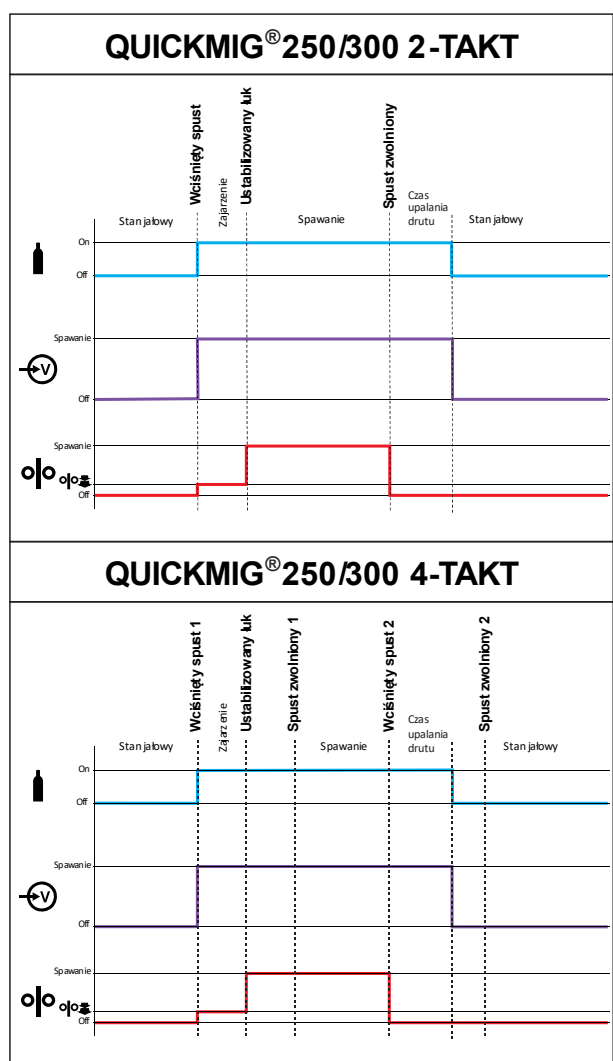 QUICKMIG® 250/300 2-TAKT
Wciśnięty spust
Zajarzenie
Ustabilizowany łuk
Spust zwolniony
Czas
upalania
drutu
Stan jałowy
Spawanie
Stan jałowy
On
Off
Spawanie
V
Off
Spawanie
Off
QUICKMIG® 250/300 4-TAKT
Wciśnięty spust 1
Zajarzenie
Ustabilizowany łuk
Spust zwolniony 1
Wciśnięty spust 2
Spust zwolniony 2
Czas
upalania
drutu
Stan jałowy
Spawanie
Stan jałowy
On
Off
Spawanie
V
Off
Spawanie
Off